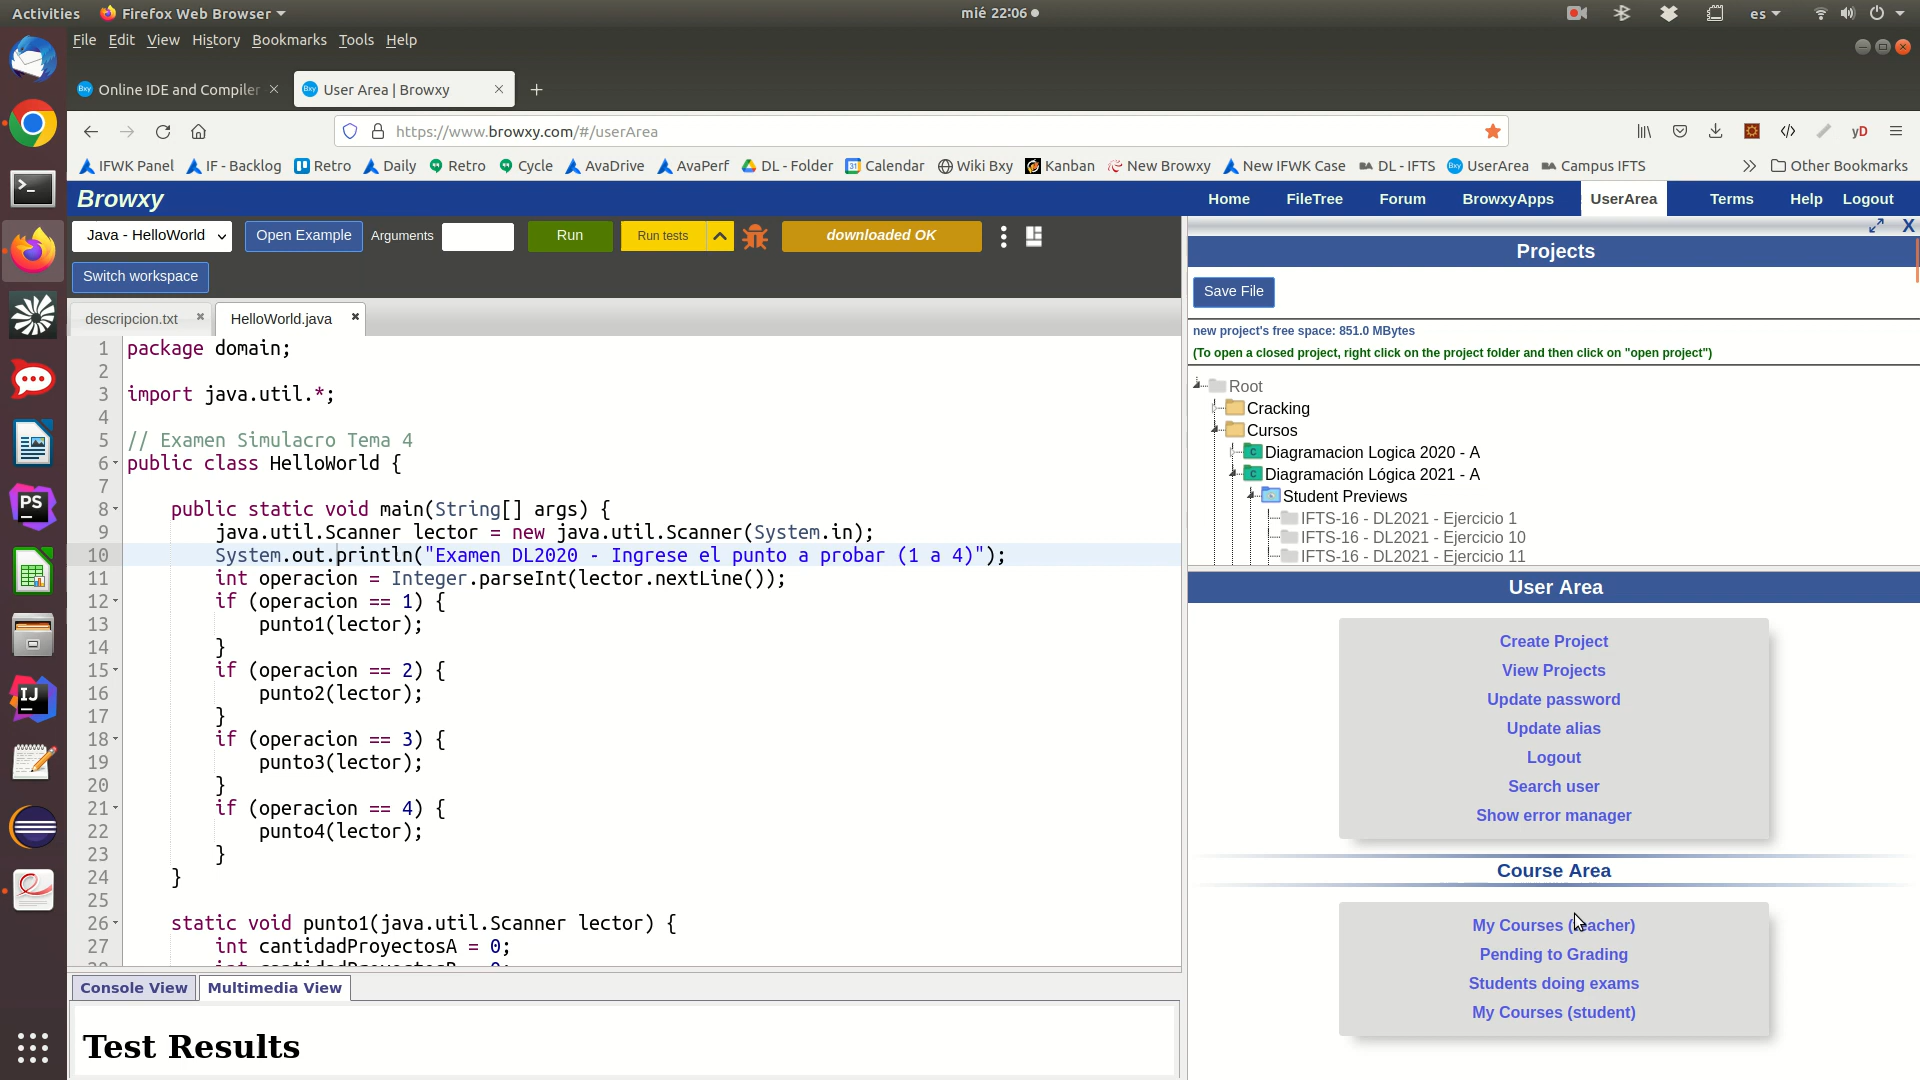 Activities Firefox Web Browser mié 22:06 es
File Edit View History Bookmarks Tools Help
Online IDE and Compiler User Area | Browxy
https://www.browxy.com/#/userArea
IFWK Panel IF - Backlog Retro Daily Retro Cycle AvaDrive AvaPerf DL - Folder Calendar Wiki Bxy Kanban New Browxy New IFWK Case DL - IFTS UserArea Campus IFTS Other Bookmarks
Browxy Home FileTree Forum BrowxyApps UserArea Terms Help Logout
Java - HelloWorld Open Example Arguments Run Run tests downloaded OK
Switch workspace
descripcion.txt HelloWorld.java
1 package domain;
2
3 import java.util.*;
4
5 // Examen Simulacro Tema 4
6 public class HelloWorld {
7
8 public static void main(String[] args) {
9 java.util.Scanner lector = new java.util.Scanner(System.in);
10 System.out.println("Examen DL2020 - Ingrese el punto a probar (1 a 4)");
11 int operacion = Integer.parseInt(lector.nextLine());
12 if (operacion == 1) {
13 punto1(lector);
14 }
15 if (operacion == 2) {
16 punto2(lector);
17 }
18 if (operacion == 3) {
19 punto3(lector);
20 }
21 if (operacion == 4) {
22 punto4(lector);
23 }
24 }
25
26 static void punto1(java.util.Scanner lector) {
27 int cantidadProyectosA = 0;
Console View Multimedia View
Test Results
X
Projects
Save File
new project's free space: 851.0 MBytes
(To open a closed project, right click on the project folder and then click on "open project")
Root
Cracking
Cursos
Diagramacion Logica 2020 - A
Diagramación Lógica 2021 - A
Student Previews
IFTS-16 - DL2021 - Ejercicio 1
IFTS-16 - DL2021 - Ejercicio 10
IFTS-16 - DL2021 - Ejercicio 11
User Area
Create Project
View Projects
Update password
Update alias
Logout
Search user
Show error manager
Course Area
My Courses (teacher)
Pending to Grading
Students doing exams
My Courses (student)